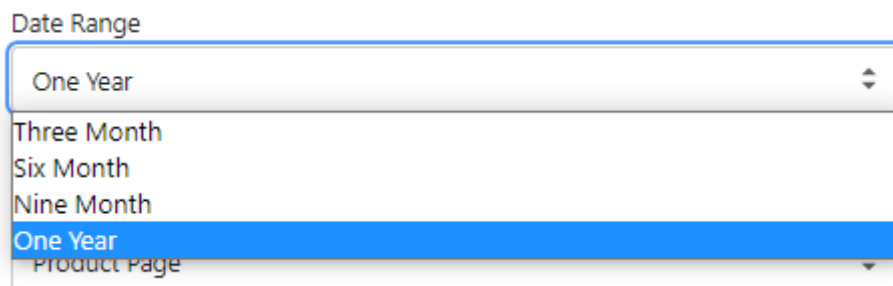 Date Range
One Year
Three Month
Six Month
Nine Month
One Year
Product Page